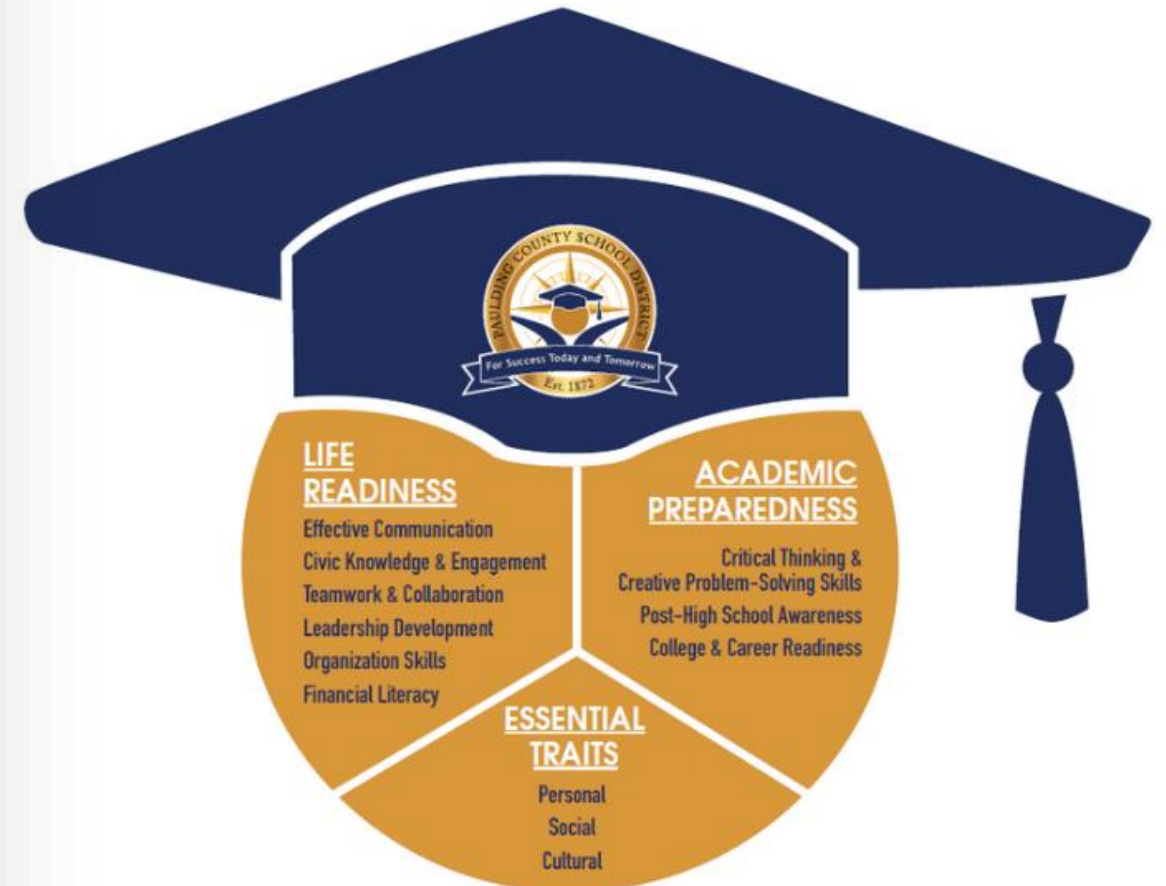 PAULDING COUNTY SCHOOL DISTRICT
For Success Today and Tomorrow
Est. 1872
LIFE
READINESS
Effective Communication
Civic Knowledge & Engagement
Teamwork & Collaboration
Leadership Development
Organization Skills
Financial Literacy
ACADEMIC
PREPAREDNESS
Critical Thinking &
Creative Problem-Solving Skills
Post-High School Awareness
College & Career Readiness
ESSENTIAL
TRAITS
Personal
Social
Cultural